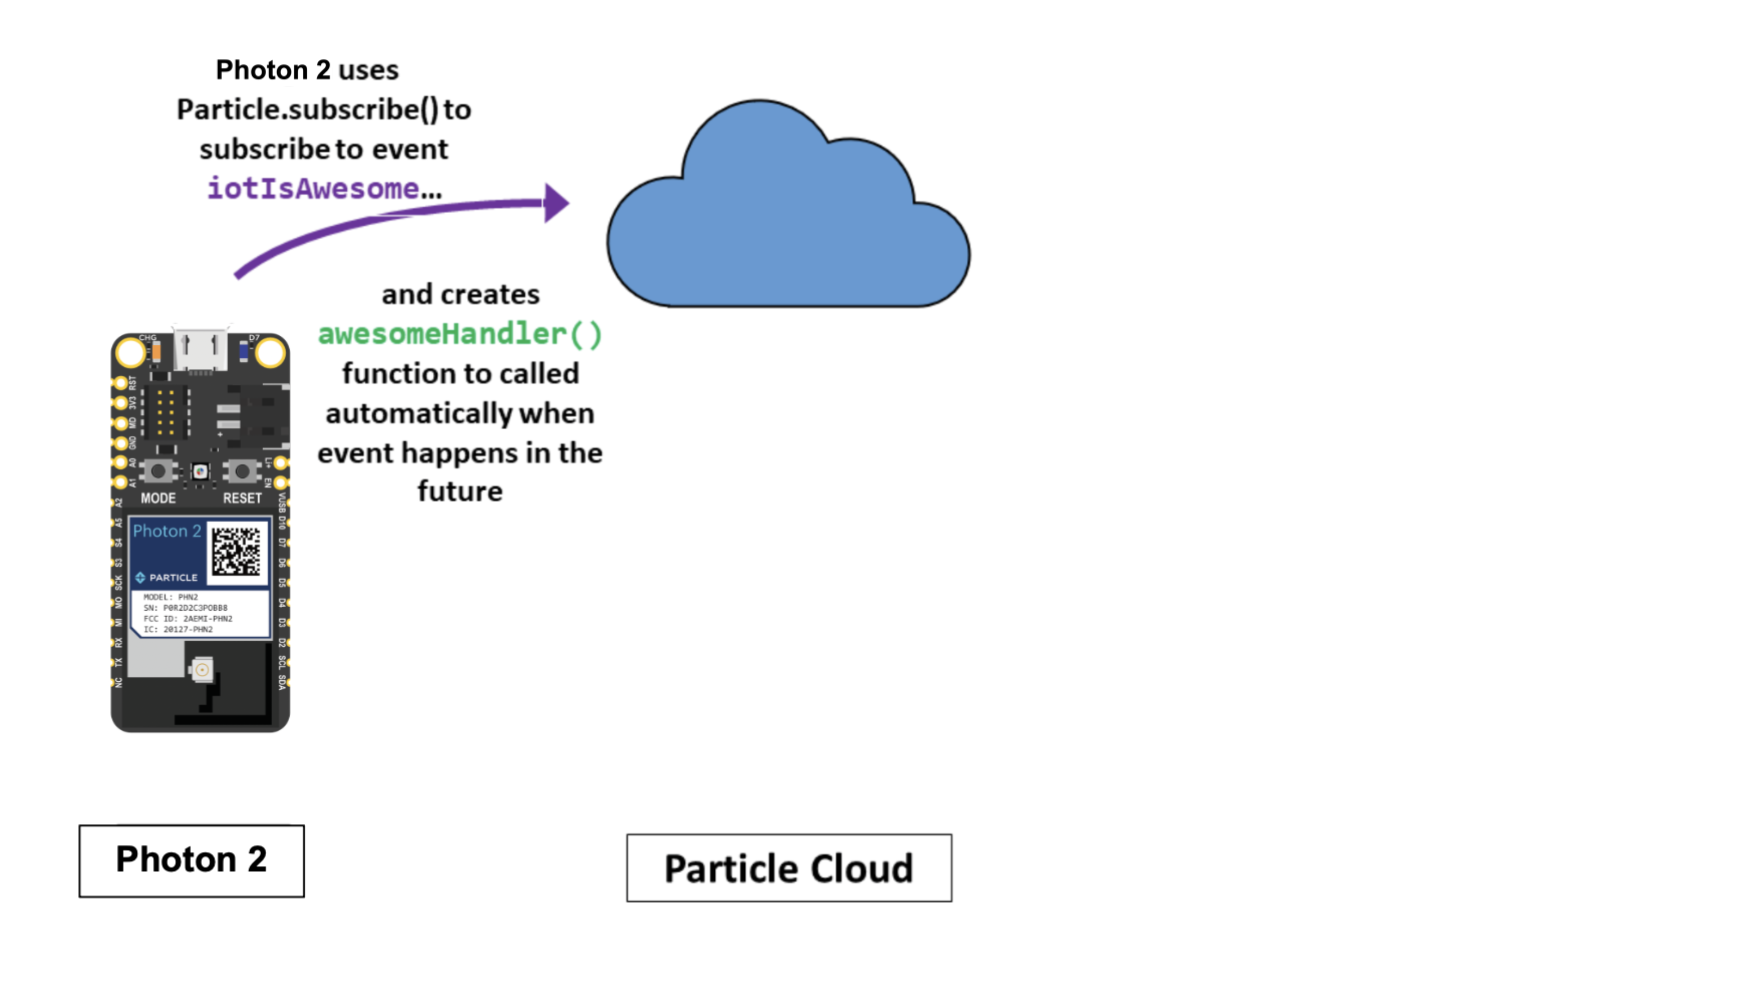 Photon 2 uses
Particle.subscribe() to
subscribe to event
iotIsAwesome...
and creates
awesomeHandler()
function to called
automatically when
event happens in the
future
CHG
D7
RST
3V3
MD
GND
A0
A1
A2
A5
S4
S3
SCK
MO
MI
RX
TX
NC
Li+
EN
VUSB
D10
D7
D6
D5
D4
D3
D2
SCL
SDA
MODE
RESET
Photon 2
PARTICLE
MODEL: PHN2
SN: P0R2D2C3POBB8
FCC ID: 2AEMI-PHN2
IC: 20127-PHN2
Photon 2
Particle Cloud